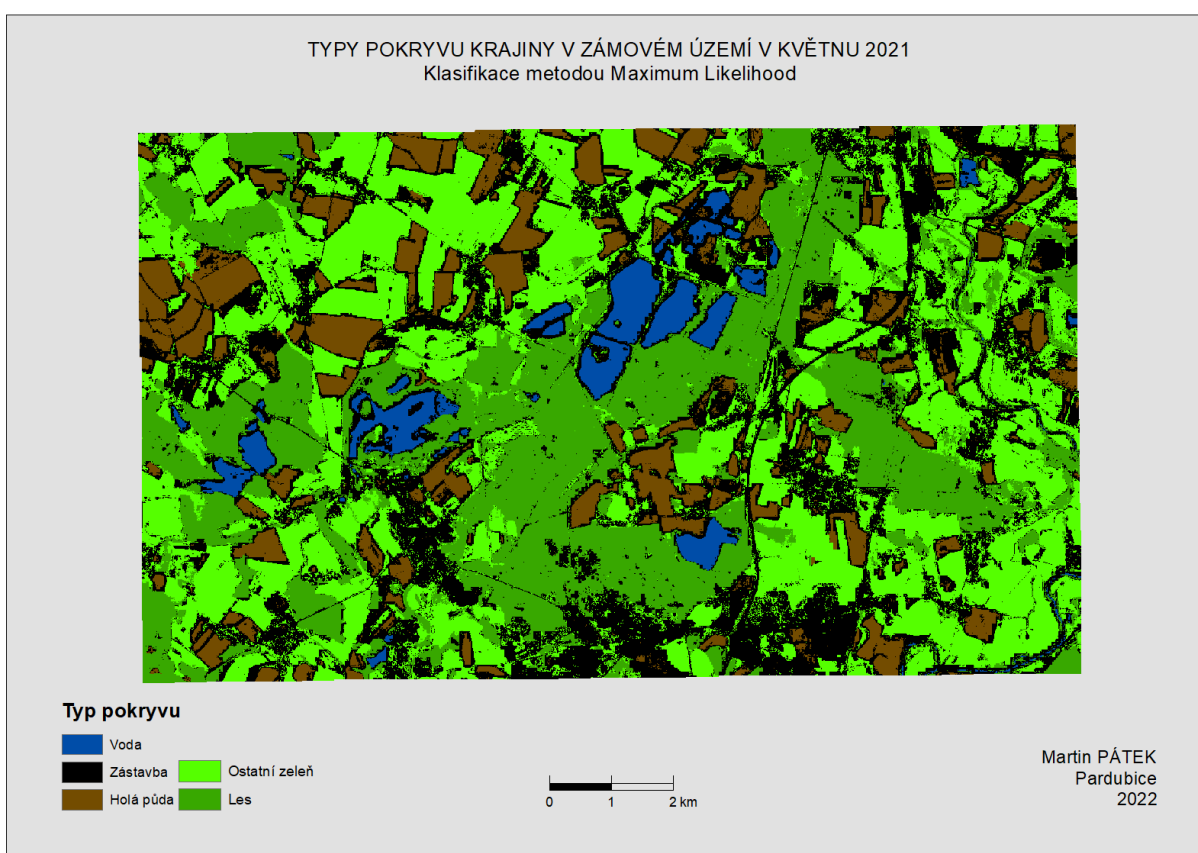 TYPY POKRYVU KRAJINY V ZÁMOVÉM ÚZEMÍ V KVĚTNU 2021
Klasifikace metodou Maximum Likelihood
Typ pokryvu
Voda
Zástavba
Ostatní zeleň
Holá půda
Les
0 1 2 km
Martin PÁTEK
Pardubice
2022